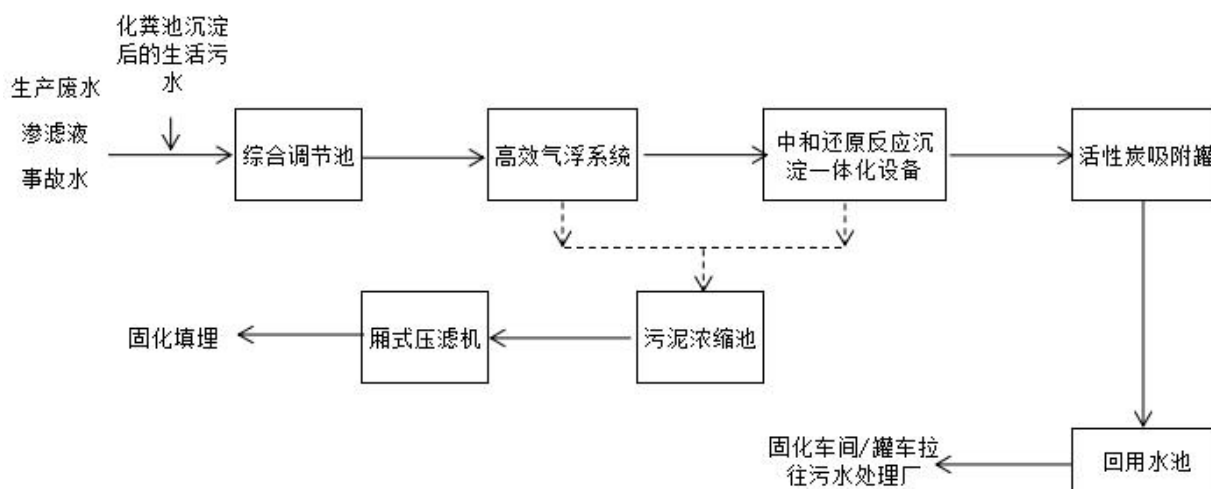 化粪池沉淀
后的生活污
水
生产废水
渗滤液
事故水
综合调节池
高效气浮系统
中和还原反应沉
淀一体化设备
活性炭吸附罐
固化填埋
厢式压滤机
污泥浓缩池
固化车间/罐车拉
往污水处理厂
回用水池